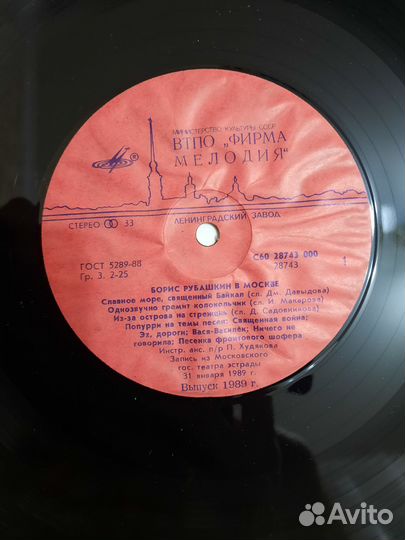 МИНИСТЕРСТВО КУЛЬТУРЫ СССР
ВТПО „ФИРМА
МЕЛОДИЯ“
®
СТЕРЕО 33
ЛЕНИНГРАДСКИЙ ЗАВОД
ГОСТ 5289-88
Гр. 3. 2-25
С60 28743 000
28743
1
БОРИС РУБАШКИН В МОСКВЕ
Славное море, священный Байкал (сл. Дм. Давыдова)
Однозвучно гремит колокольчик (сл. И. Макарова)
Из-за острова на стрежень (сл. Д. Садовникова)
Попурри на темы песен: Священная война;
Эх, дороги; Вася-Василёк; Ничего не
говорила; Песенка фронтового шофера
Инстр. анс. п/р П. Худякова
Запись из Московского
гос. театра эстрады
31 января 1989 г.
Выпуск 1989 г.
Avito